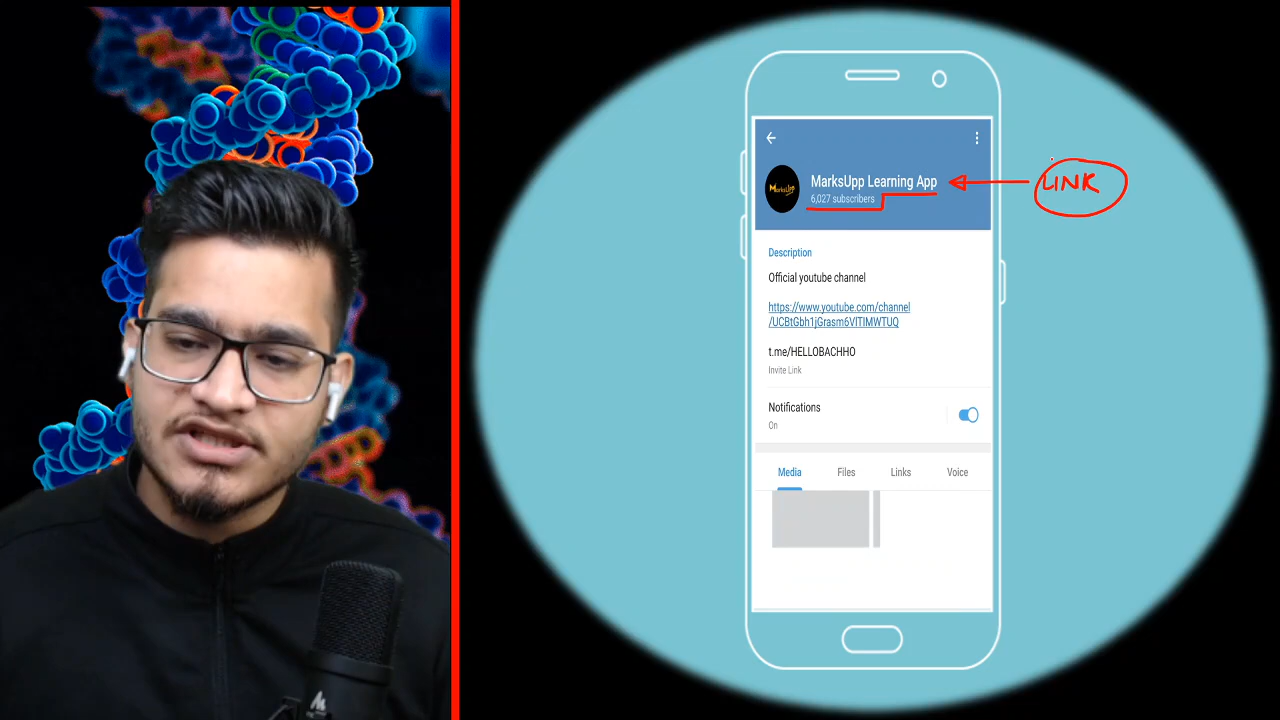 MarksUpp Learning App
6,027 subscribers
LINK
MarksUpp
Description
Official youtube channel
https://www.youtube.com/channel
/UCBtGbh1jGrasm6VlTIMWTUQ
t.me/HELLOBACHHO
Invite Link
Notifications
On
Media Files Links Voice